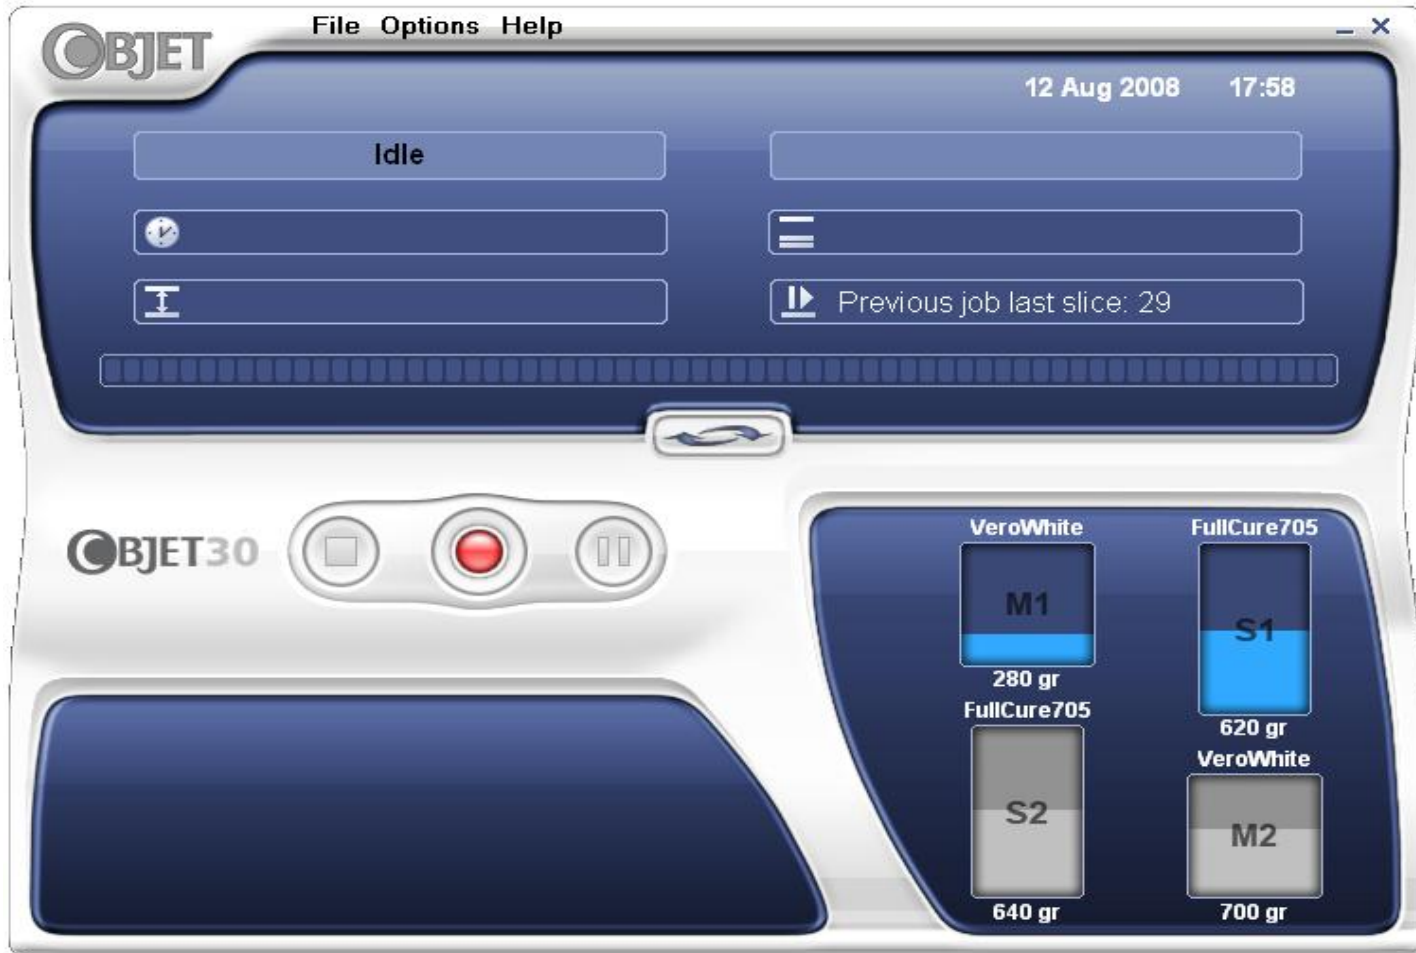 OBJET
File Options Help
12 Aug 2008 17:58
Idle
Previous job last slice: 29
OBJET30
VeroWhite
M1
280 gr
FullCure705
S1
620 gr
FullCure705
S2
640 gr
VeroWhite
M2
700 gr